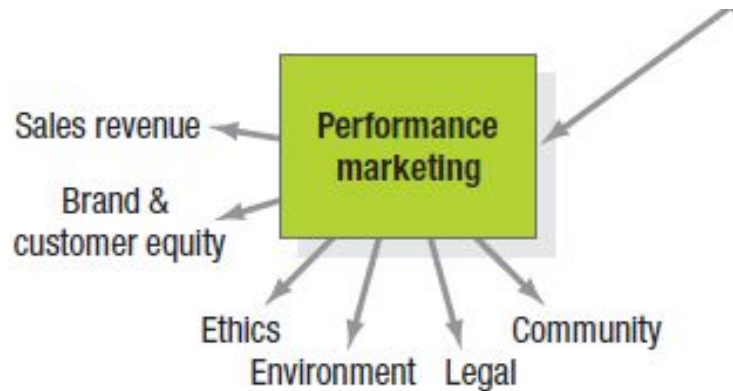 Performance
marketing
Sales revenue
Brand &
customer equity
Ethics
Environment
Legal
Community